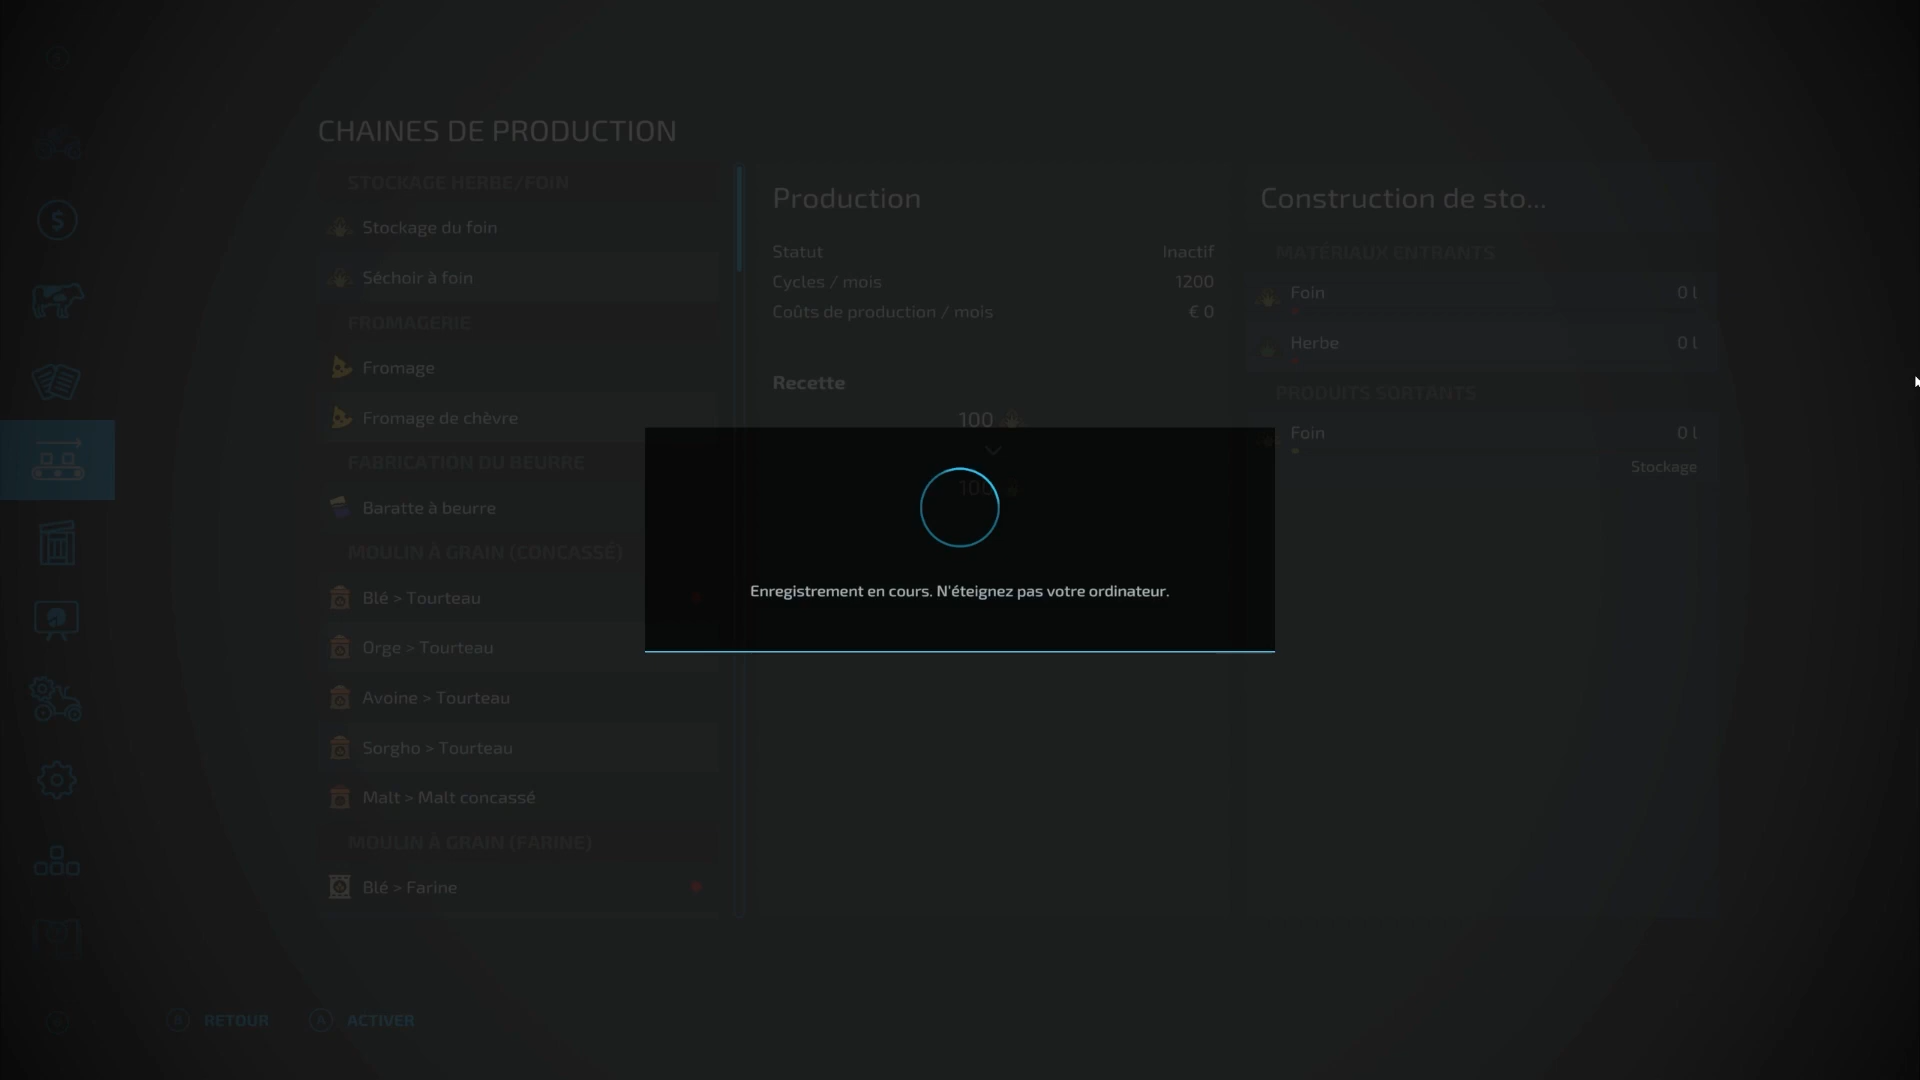 CHAINES DE PRODUCTION
STOCKAGE HERBE/FOIN
Stockage du foin
Séchoir à foin
FROMAGERIE
Fromage
Fromage de chèvre
FABRICATION DU BEURRE
Baratte à beurre
MOULIN À GRAIN (CONCASSÉ)
Blé > Tourteau
Orge > Tourteau
Avoine > Tourteau
Sorgho > Tourteau
Malt > Malt concassé
MOULIN À GRAIN (FARINE)
Blé > Farine
Production
Statut Inactif
Cycles / mois 1200
Coûts de production / mois € 0
Recette
100
100
Construction de sto...
MATERIAUX ENTRANTS
Foin 0 l
Herbe 0 l
PRODUITS SORTANTS
Foin 0 l
Stockage
Enregistrement en cours. N'éteignez pas votre ordinateur.
B RETOUR A ACTIVER